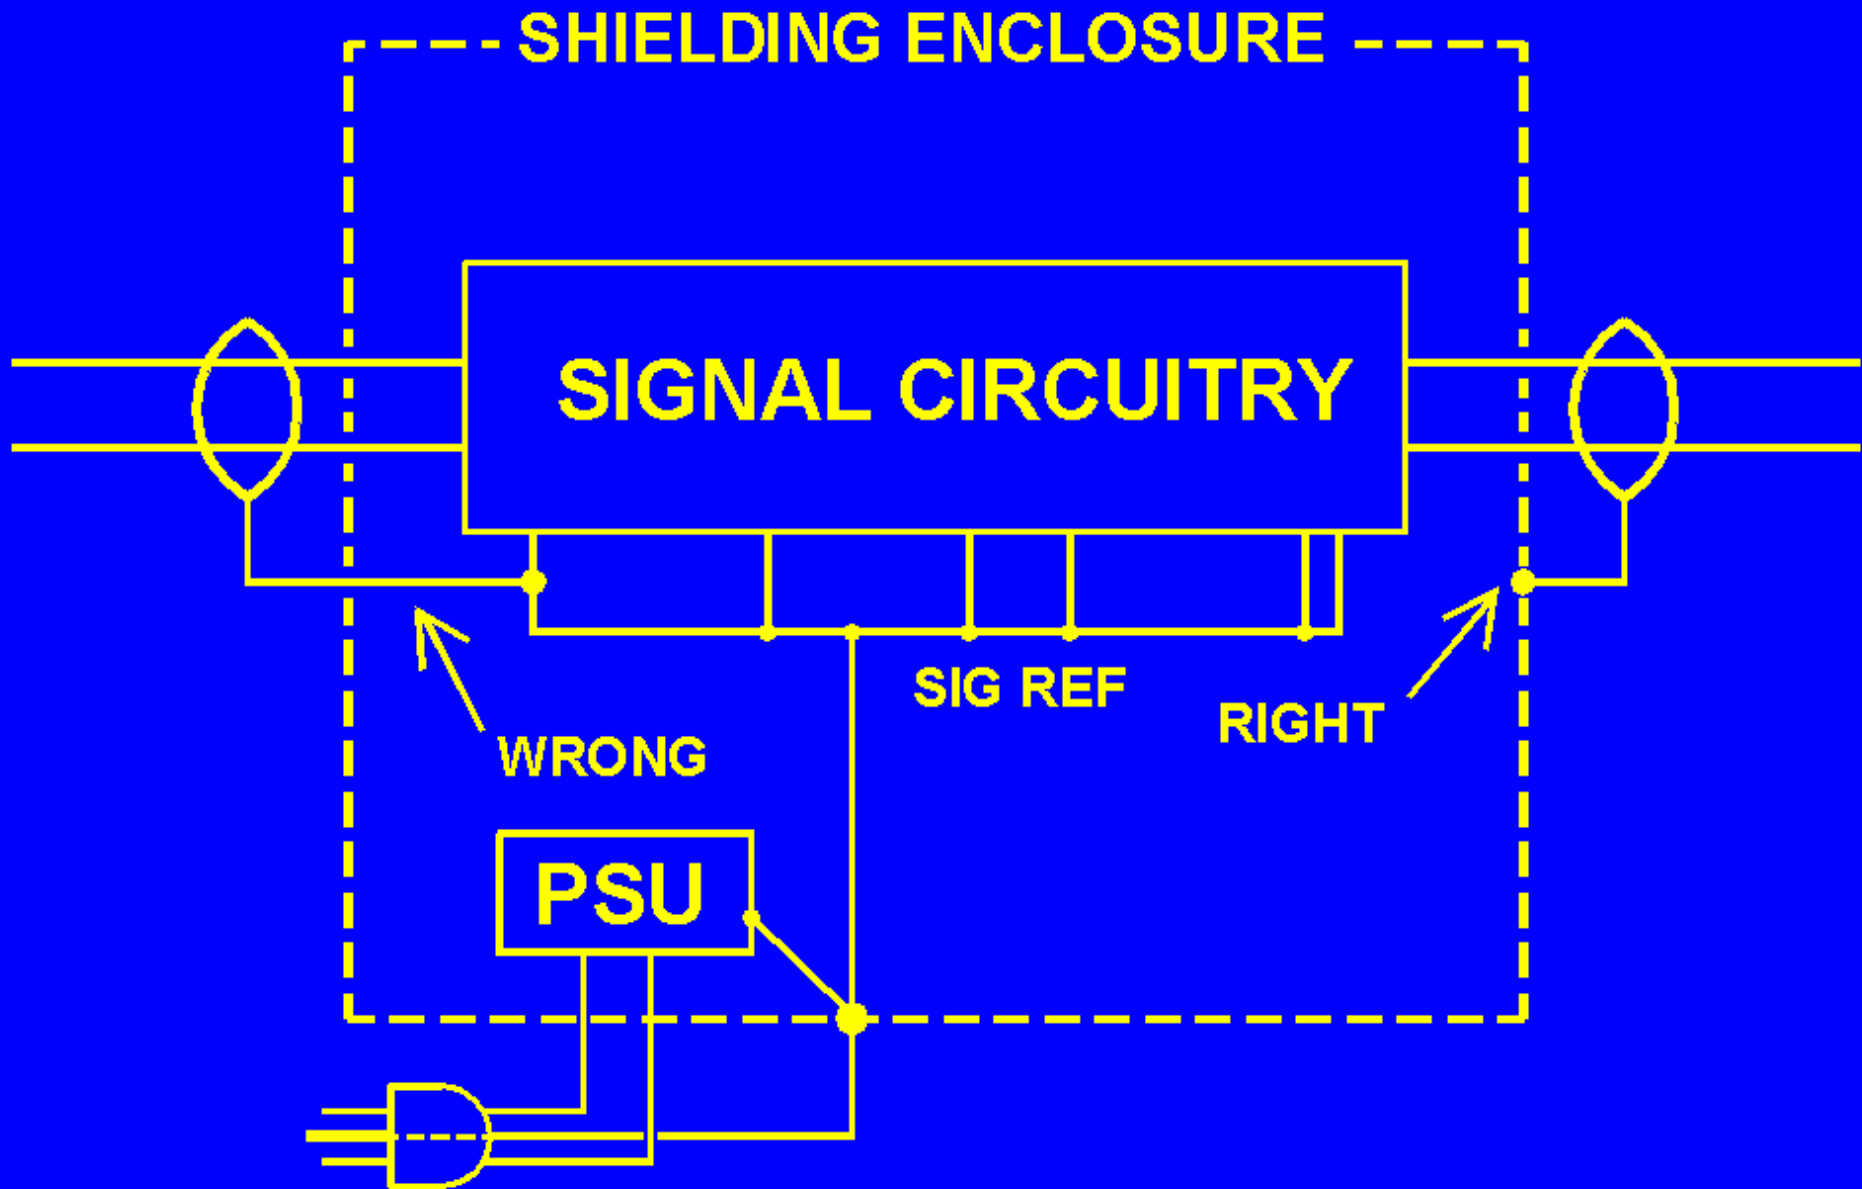 SHIELDING ENCLOSURE
SIGNAL CIRCUITRY
SIG REF
RIGHT
WRONG
PSU